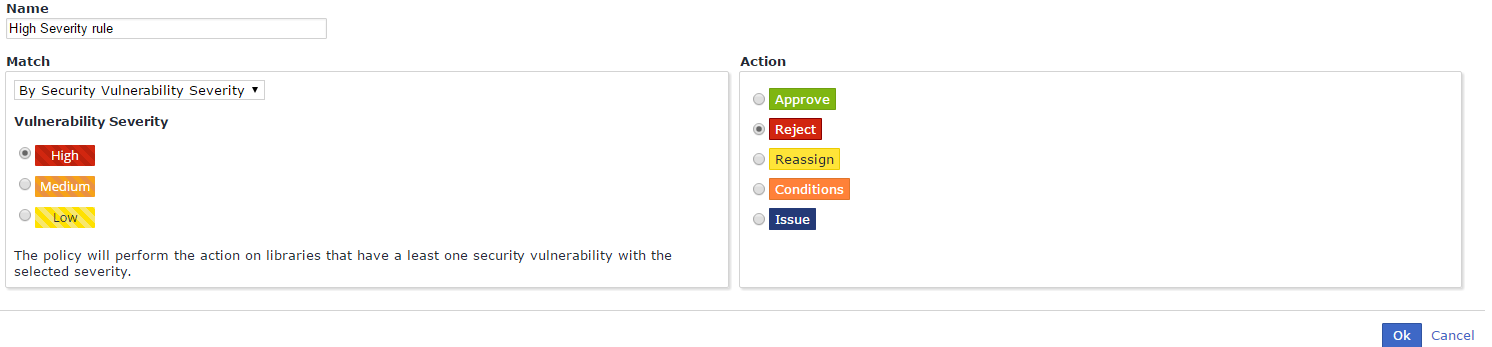 Name
High Severity rule
Match
By Security Vulnerability Severity
Vulnerability Severity
High
Medium
Low
The policy will perform the action on libraries that have a least one security vulnerability with the
selected severity.
Action
Approve
Reject
Reassign
Conditions
Issue
Ok Cancel